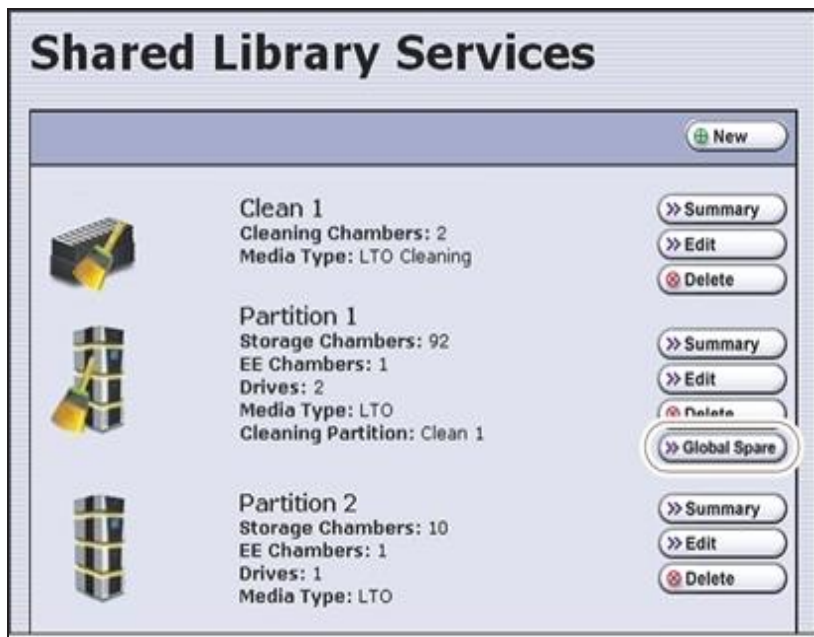 Shared Library Services
New
Clean 1
Cleaning Chambers: 2
Media Type: LTO Cleaning
Summary
Edit
Delete
Partition 1
Storage Chambers: 92
EE Chambers: 1
Drives: 2
Media Type: LTO
Cleaning Partition: Clean 1
Summary
Edit
Delete
Global Spare
Partition 2
Storage Chambers: 10
EE Chambers: 1
Drives: 1
Media Type: LTO
Summary
Edit
Delete